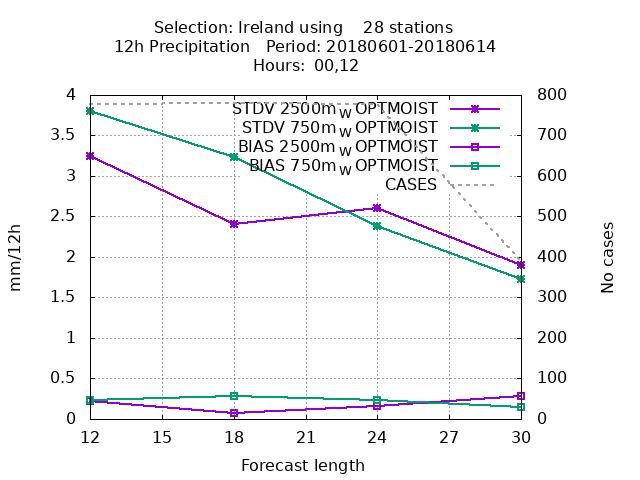 Selection: Ireland using    28 stations
12h Precipitation   Period: 20180601-20180614
Hours:  00,12
STDV 2500m_W OPTMOIST
STDV 750m_W OPTMOIST
BIAS 2500m_W OPTMOIST
BIAS 750m_W OPTMOIST
CASES
4
3.5
3
2.5
2
1.5
1
0.5
0
mm/12h
800
700
600
500
400
300
200
100
0
No cases
12 15 18 21 24 27 30
Forecast length